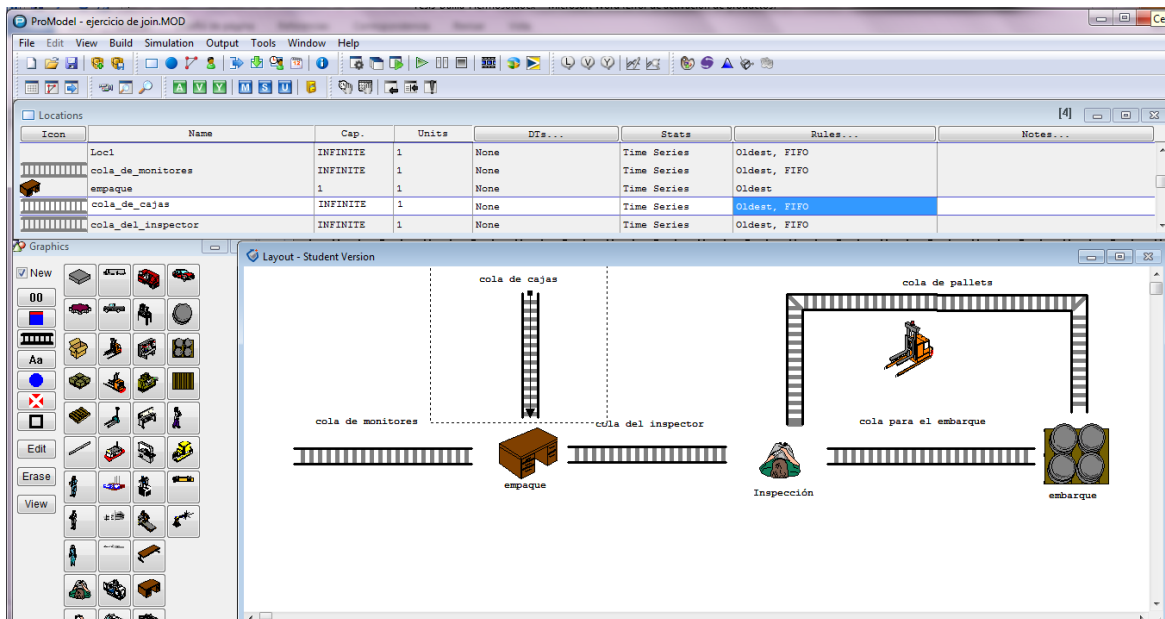 ProModel - ejercicio de join.MOD
File Edit View Build Simulation Output Tools Window Help
Locations [4]
Icon Name Cap. Units DTs... Stats Rules... Notes...
Loc1 INFINITE 1 None Time Series Oldest, FIFO
cola_de_monitores INFINITE 1 None Time Series Oldest, FIFO
empaque 1 1 None Time Series Oldest
cola_de_cajas INFINITE 1 None Time Series Oldest, FIFO
cola_del_inspector INFINITE 1 None Time Series Oldest, FIFO
Graphics
New
00
Aa
Edit
Erase
View
Layout - Student Version
cola de cajas
cola de pallets
cola de monitores
cola del inspector
cola para el embarque
empaque
Inspección
embarque